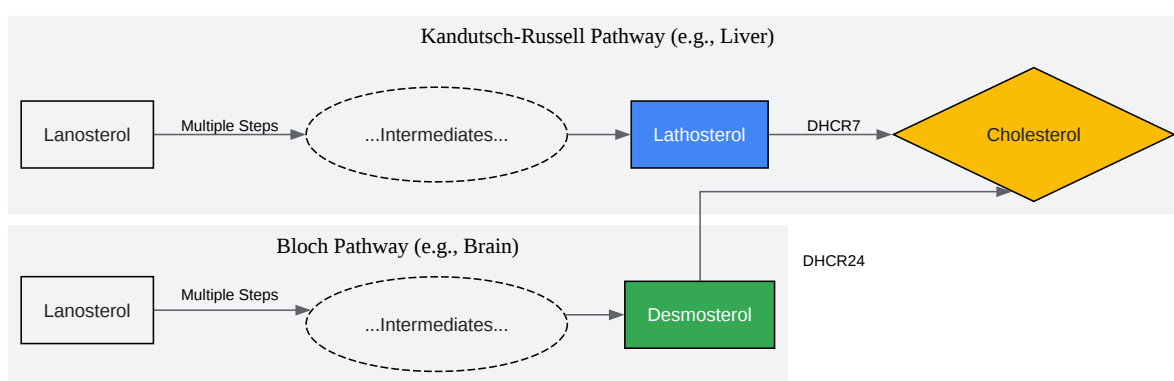 Kandutsch-Russell Pathway (e.g., Liver)
Lanosterol
Multiple Steps
...Intermediates...
Lathosterol
DHCR7
Cholesterol
Bloch Pathway (e.g., Brain)
Lanosterol
Multiple Steps
...Intermediates...
Desmosterol
DHCR24